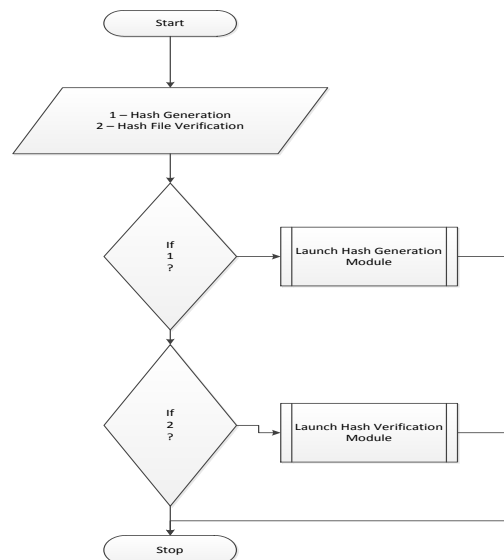 Start
1 – Hash Generation
2 – Hash File Verification
If
1
?
Launch Hash Generation
Module
If
2
?
Launch Hash Verification
Module
Stop